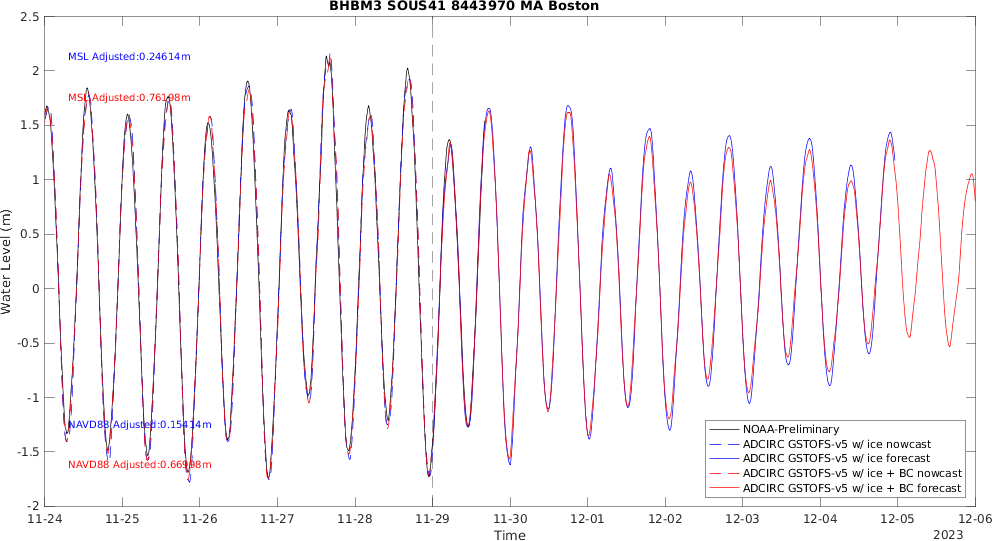 BHBM3 SOUS41 8443970 MA Boston
2.5
2
1.5
1
0.5
0
-0.5
-1
-1.5
-2
Water Level (m)
MSL Adjusted:0.24614m
MSL Adjusted:0.76198m
NAVD88 Adjusted:0.15414m
NAVD88 Adjusted:0.66998m
NOAA-Preliminary
ADCIRC GSTOFS-v5 w/ ice nowcast
ADCIRC GSTOFS-v5 w/ ice forecast
ADCIRC GSTOFS-v5 w/ ice + BC nowcast
ADCIRC GSTOFS-v5 w/ ice + BC forecast
11-24 11-25 11-26 11-27 11-28 11-29 11-30 12-01 12-02 12-03 12-04 12-05 12-06
Time
2023